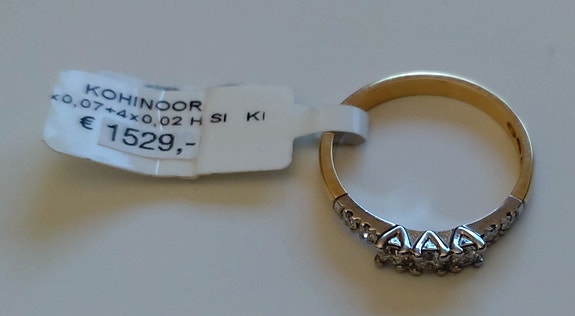 KOHINOOR
x0,07+4x0,02 H SI KI
€ 1529,-